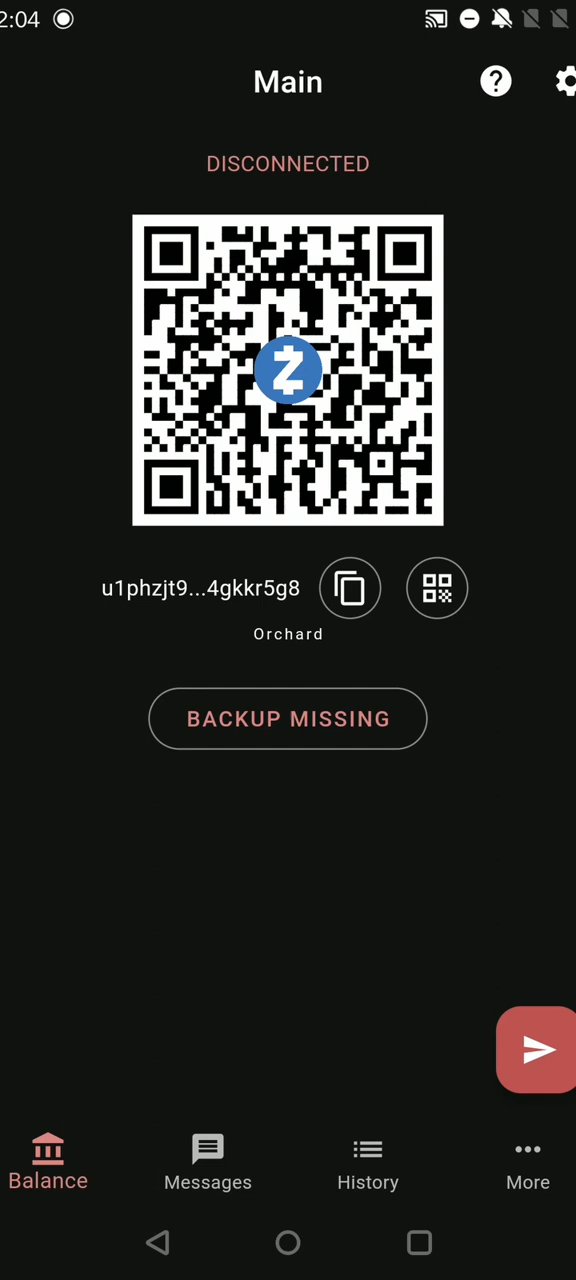 2:04
Main
DISCONNECTED
u1phzjt9...4gkkr5g8
Orchard
BACKUP MISSING
Balance
Messages
History
More